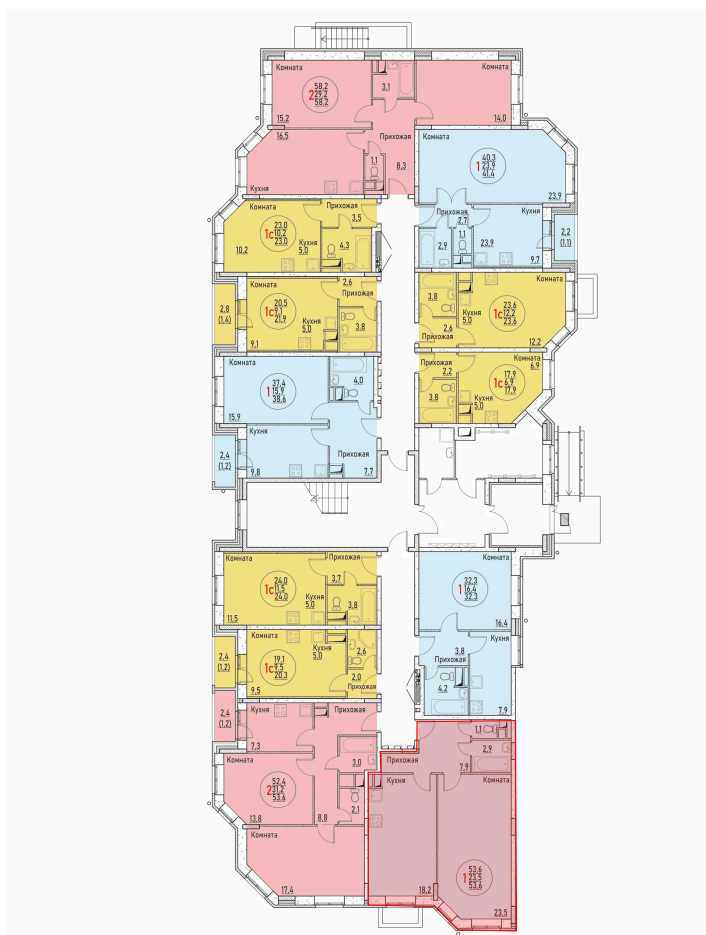 Комната
2
58,2
29,2
58,2
15,2
3,1
Комната
14,0
16,5
Кухня
Прихожая
1,1
8,3
Комната
1
40,3
23,9
41,4
23,9
Прихожая
2,7
Кухня
2,9
1,1
23,9
9,7
2,2
(1,1)
Комната
1с
23,0
10,2
23,0
Прихожая
3,5
Кухня
5,0
4,3
10,2
2,8
(1,4)
Комната
1с
20,5
9,1
21,9
2,6
Прихожая
Кухня
5,0
3,8
9,1
3,8
Кухня
5,0
Комната
1с
23,6
12,2
23,6
2,6
Прихожая
12,2
Прихожая
2,2
3,8
Кухня
5,0
Комната
6,9
1с
17,9
6,9
17,9
Комната
1
37,4
15,9
38,6
4,0
15,9
Кухня
2,4
(1,2)
9,8
Прихожая
7,7
Комната
1с
24,0
11,5
24,0
Прихожая
3,7
Кухня
5,0
3,8
11,5
Комната
1
32,3
16,4
32,3
16,4
Кухня
3,8
Прихожая
4,2
7,9
2,4
(1,2)
Комната
1с
19,1
9,5
20,3
Кухня
5,0
2,6
2,0
Прихожая
9,5
2,4
(1,2)
Кухня
7,3
Прихожая
3,0
Комната
2
52,4
31,2
53,6
13,8
8,8
2,1
Комната
17,4
1,1
2,9
Прихожая
7,9
Кухня
18,2
Комната
1
53,6
23,5
53,6
23,5